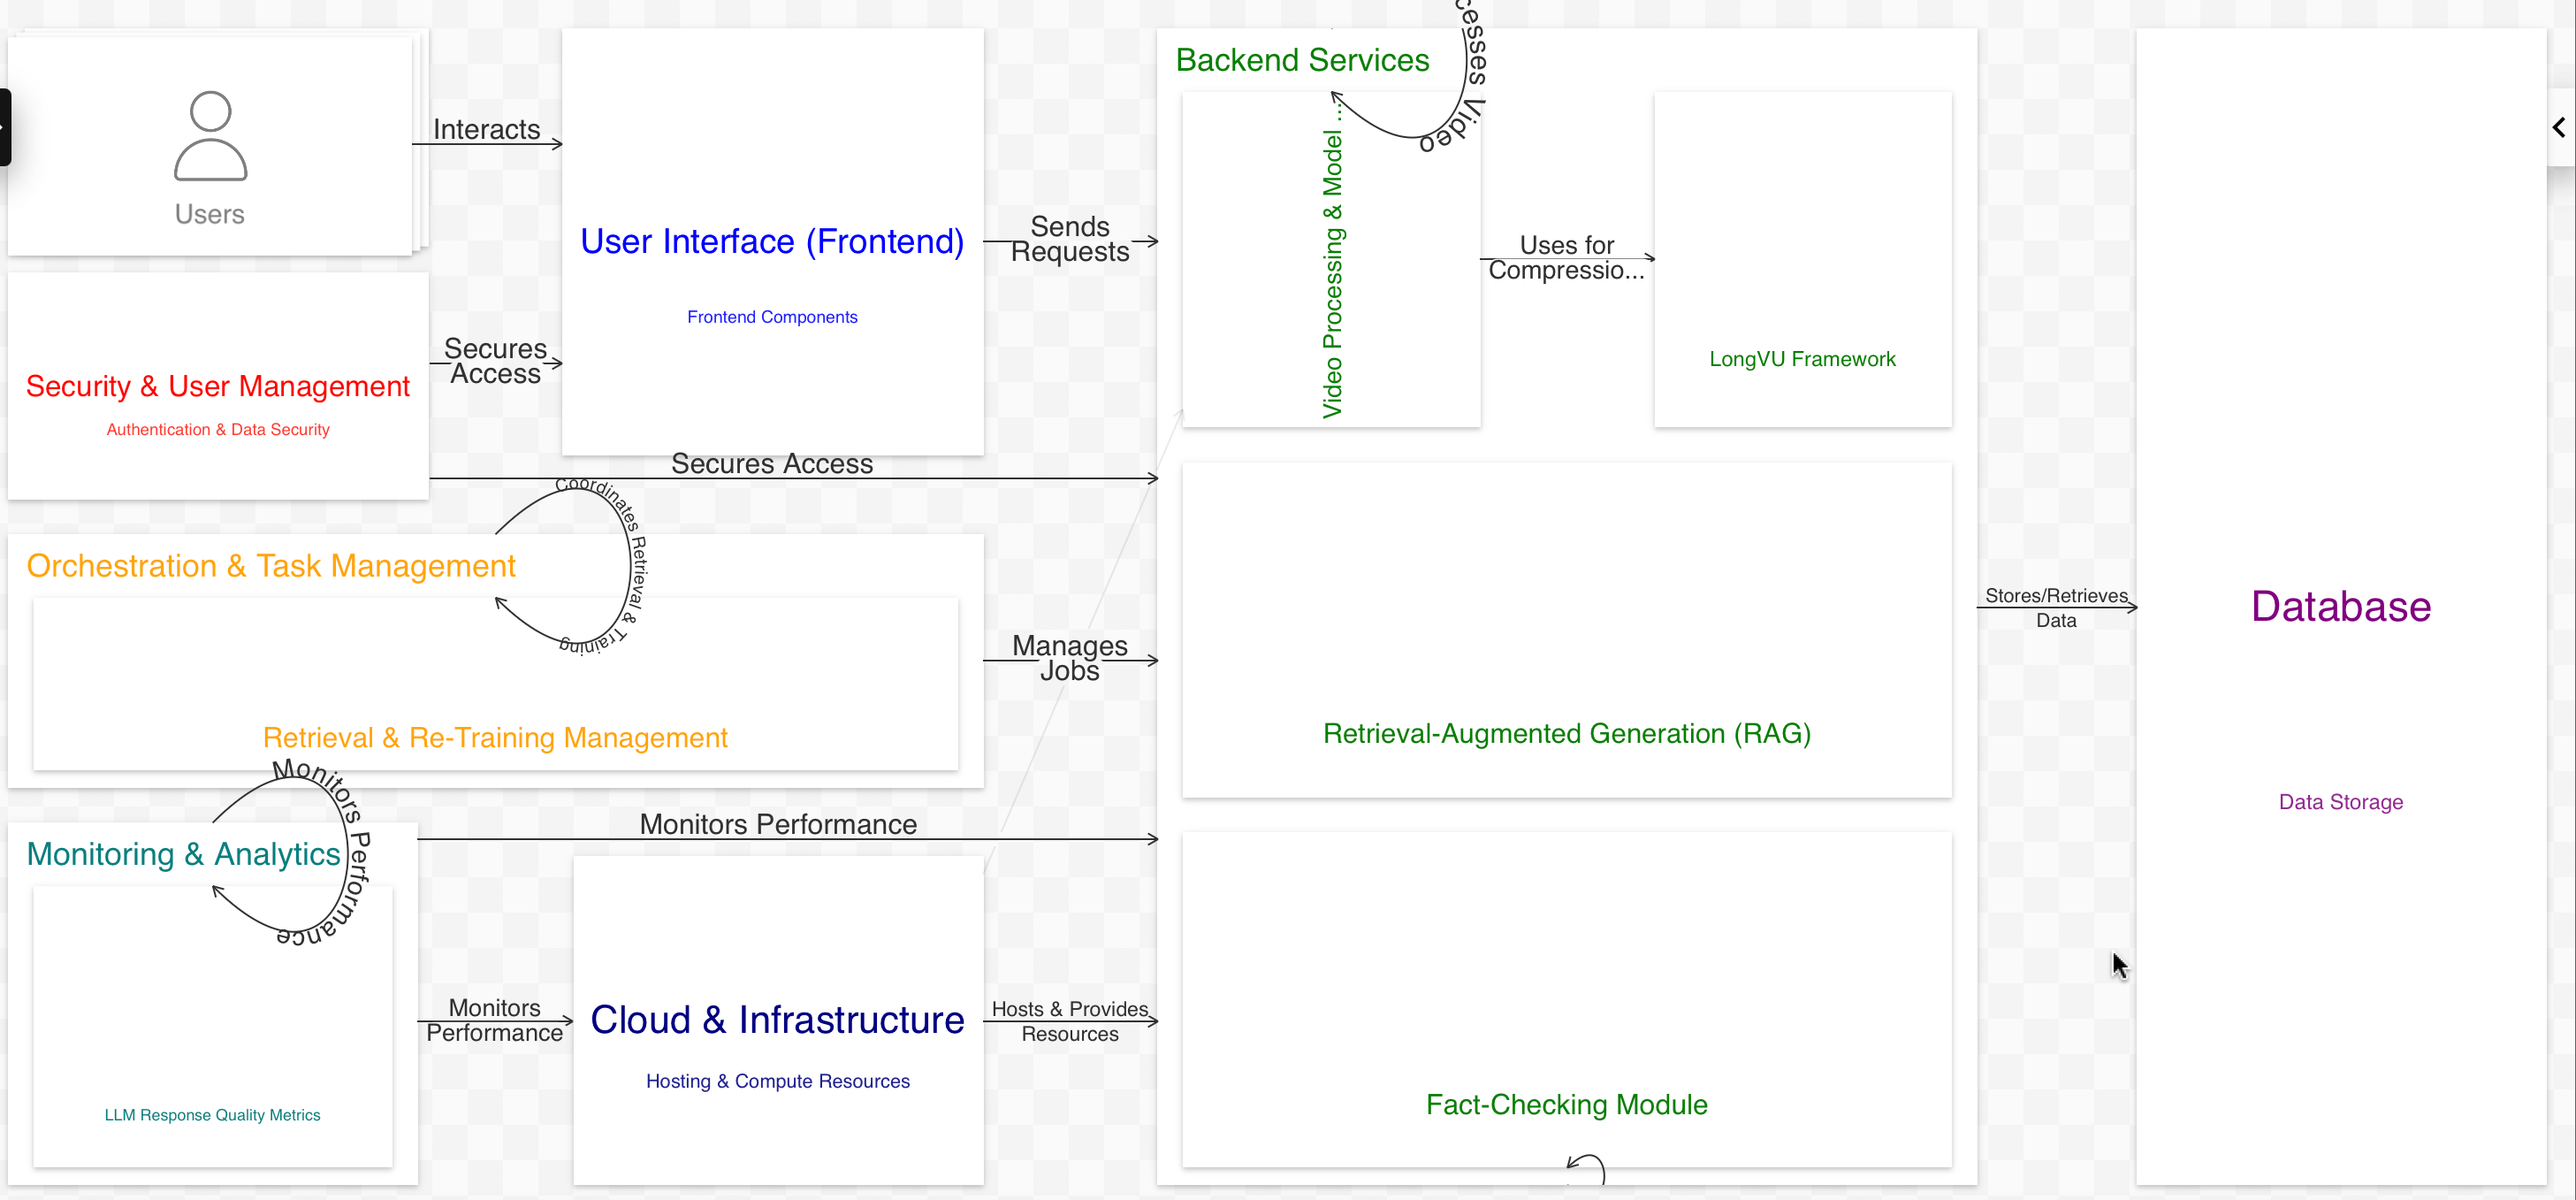 Users
Interacts
User Interface (Frontend)
Frontend Components
Security & User Management
Authentication & Data Security
Secures
Access
Secures Access
Sends
Requests
Backend Services
Video
Video Processing & Model ...
Uses for
Compressio...
LongVU Framework
Orchestration & Task Management
Coordinates Retrieval & Training
Retrieval & Re-Training Management
Manages
Jobs
Retrieval-Augmented Generation (RAG)
Stores/Retrieves
Data
Database
Data Storage
Monitoring & Analytics
Monitors Performance
LLM Response Quality Metrics
Monitors Performance
Monitors
Performance
Cloud & Infrastructure
Hosting & Compute Resources
Hosts & Provides
Resources
Fact-Checking Module